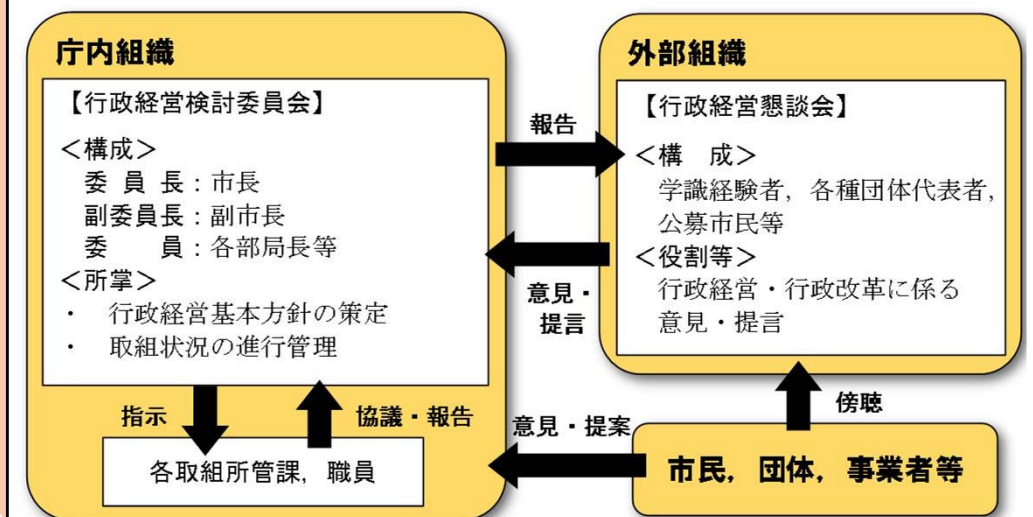 庁内組織
【行政経営検討委員会】
＜構成＞
委員長：市長
副委員長：副市長
委　員：各部局長等
＜所掌＞
・ 行政経営基本方針の策定
・ 取組状況の進行管理
指示
協議・報告
各取組所管課，職員
報告
意見・
提言
意見・提案
外部組織
【行政経営懇談会】
＜構　成＞
学識経験者，各種団体代表者，
公募市民等
＜役割等＞
行政経営・行政改革に係る
意見・提言
傍聴
市民，団体，事業者等